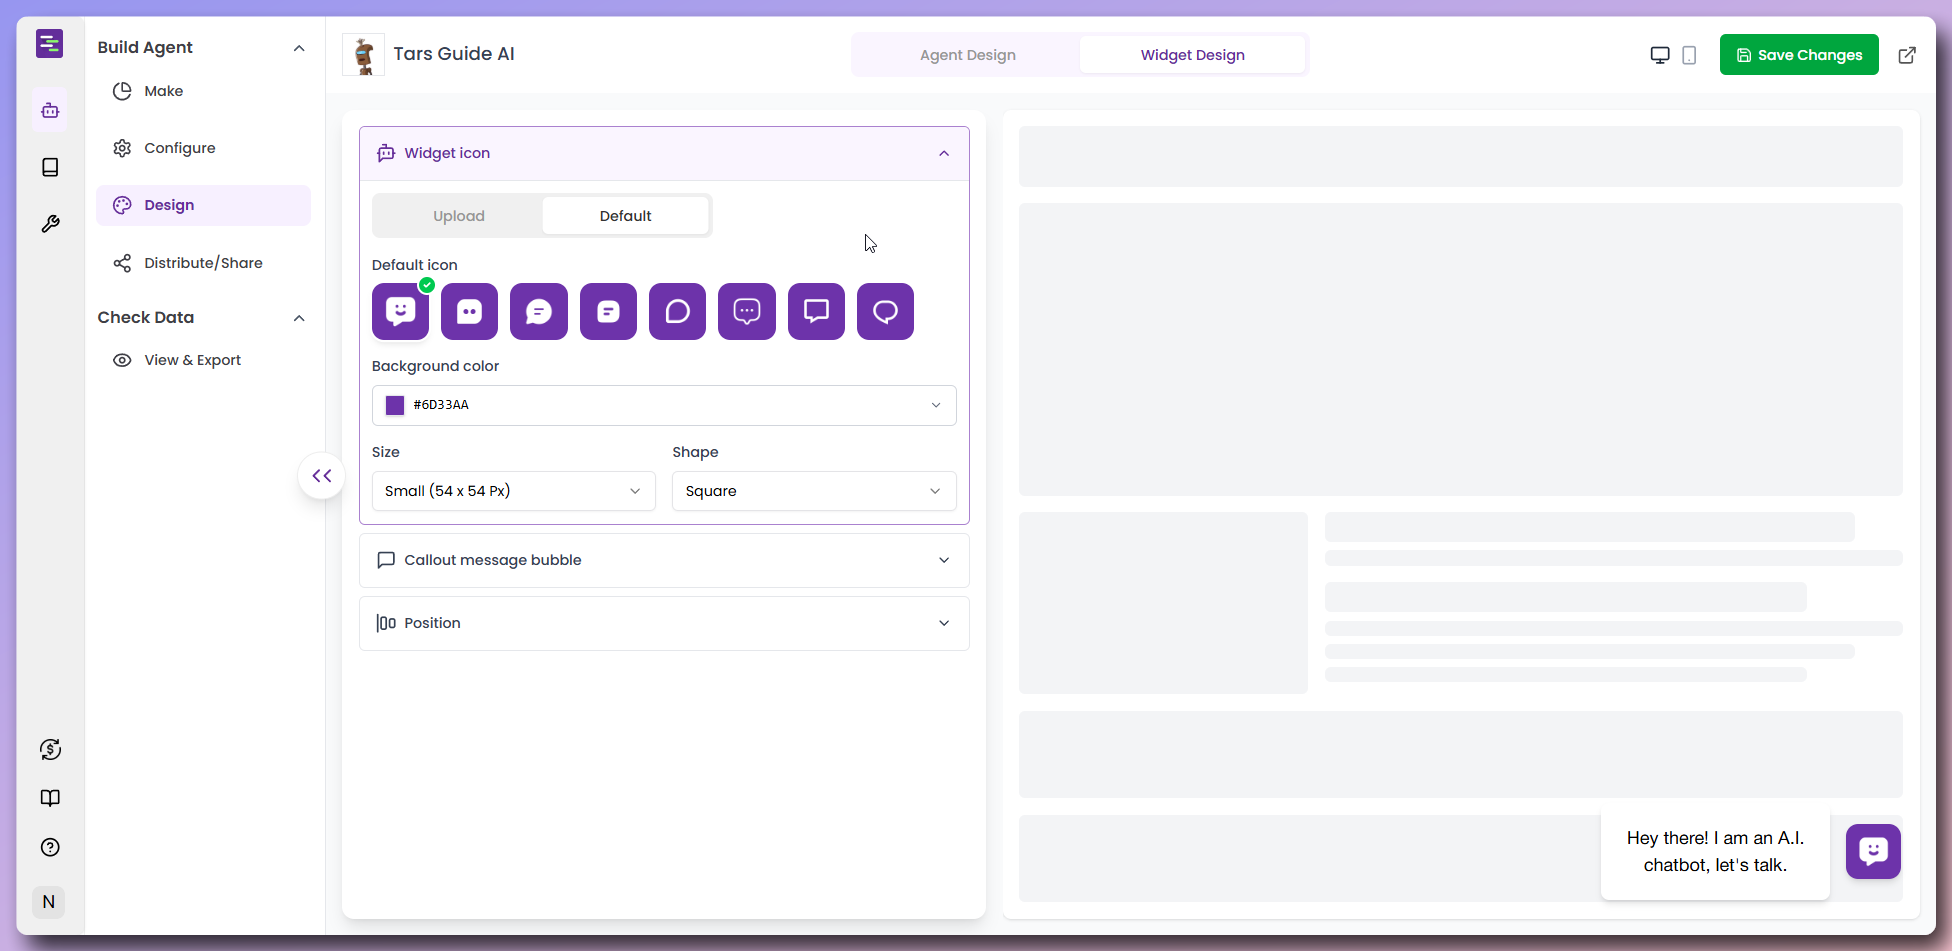 Build Agent
Make
Configure
Design
Distribute/Share
Check Data
View & Export
N
Tars Guide AI
Agent Design
Widget Design
Save Changes
Widget icon
Upload
Default
Default icon
Background color
#6D33AA
Size
Shape
Small (54 x 54 Px)
Square
Callout message bubble
Position
Hey there! I am an A.I.
chatbot, let's talk.